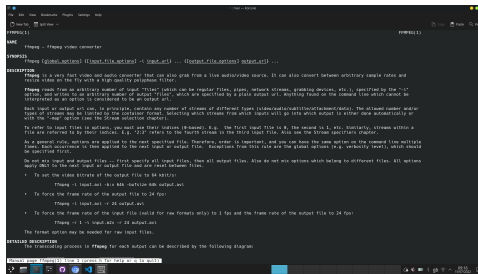 File Edit View Bookmarks Plugins Settings Help
New Tab Split View
FFMPEG(1) FFMPEG(1)
NAME
ffmpeg - ffmpeg video converter
SYNOPSIS
ffmpeg [global_options] {[input_file_options] -i input_url} ... {[output_file_options] output_url} ...
DESCRIPTION
ffmpeg is a very fast video and audio converter that can also grab from a live audio/video source. It can also convert between arbitrary sample rates and
resize video on the fly with a high quality polyphase filter.
ffmpeg reads from an arbitrary number of input "files" (which can be regular files, pipes, network streams, grabbing devices, etc.), specified by the "-i"
option, and writes to an arbitrary number of output "files", which are specified by a plain output url. Anything found on the command line which cannot be
interpreted as an option is considered to be an output url.
Each input or output url can, in principle, contain any number of streams of different types (video/audio/subtitle/attachment/data). The allowed number and/or
types of streams may be limited by the container format. Selecting which streams from which inputs will go into which output is either done automatically or
with the "-map" option (see the Stream selection chapter).
To refer to input files in options, you must use their indices (0-based). E.g. the first input file is 0, the second is 1, etc. Similarly, streams within a
file are referred to by their indices. E.g. "2:3" refers to the fourth stream in the third input file. Also see the Stream specifiers chapter.
As a general rule, options are applied to the next specified file. Therefore, order is important, and you can have the same option on the command line multiple
times. Each occurrence is then applied to the next input or output file. Exceptions from this rule are the global options (e.g. verbosity level), which should
be specified first.
Do not mix input and output files -- first specify all input files, then all output files. Also do not mix options which belong to different files. All options
apply ONLY to the next input or output file and are reset between files.
• To set the video bitrate of the output file to 64 kbit/s:
ffmpeg -i input.avi -b:v 64k -bufsize 64k output.avi
• To force the frame rate of the output file to 24 fps:
ffmpeg -i input.avi -r 24 output.avi
• To force the frame rate of the input file (valid for raw formats only) to 1 fps and the frame rate of the output file to 24 fps:
ffmpeg -r 1 -i input.m2v -r 24 output.avi
The format option may be needed for raw input files.
DETAILED DESCRIPTION
The transcoding process in ffmpeg for each output can be described by the following diagram:
Manual page ffmpeg(1) line 1 (press h for help or q to quit)